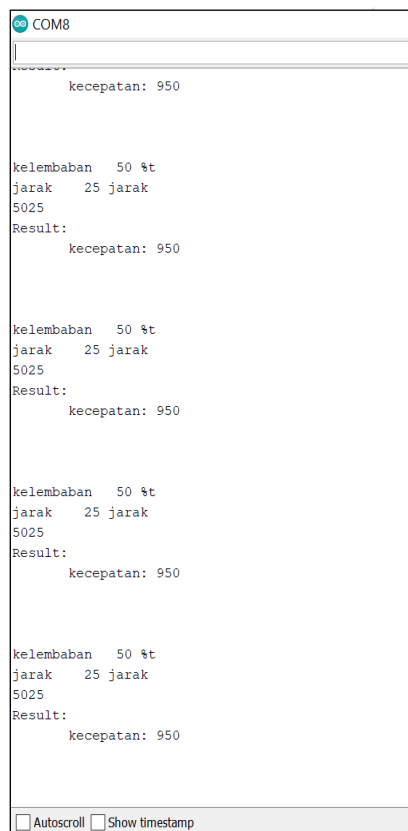 COM8
Result:
kecepatan: 950
kelembaban 50 %t
jarak 25 jarak
5025
Result:
kecepatan: 950
kelembaban 50 %t
jarak 25 jarak
5025
Result:
kecepatan: 950
kelembaban 50 %t
jarak 25 jarak
5025
Result:
kecepatan: 950
kelembaban 50 %t
jarak 25 jarak
5025
Result:
kecepatan: 950
Autoscroll Show timestamp